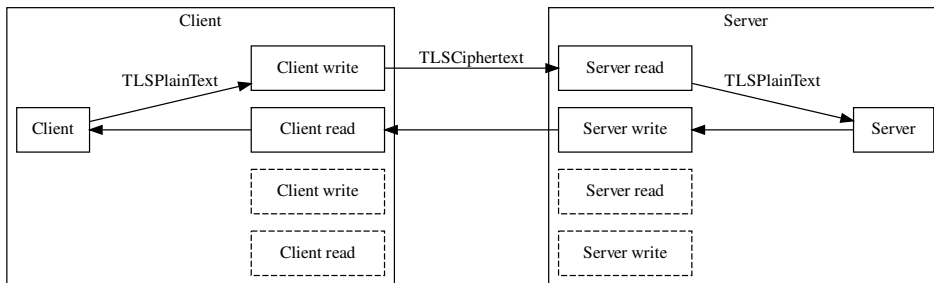 Client
Server
Client write
TLSCiphertext
Server read
TLSPlainText
TLSPlainText
Client
Client read
Server write
Server
Client write
Server read
Client read
Server write